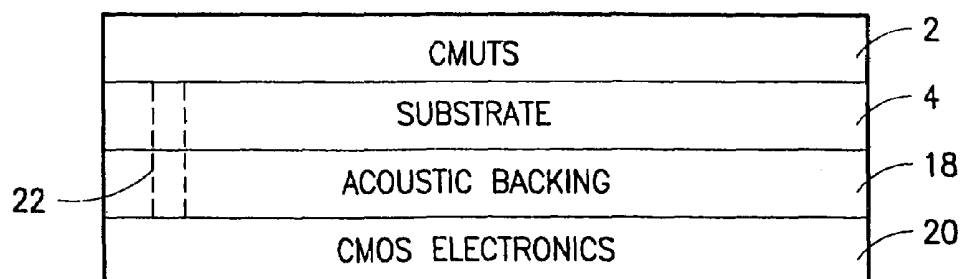 CMUTS
2
SUBSTRATE
4
ACOUSTIC BACKING
18
22
CMOS ELECTRONICS
20